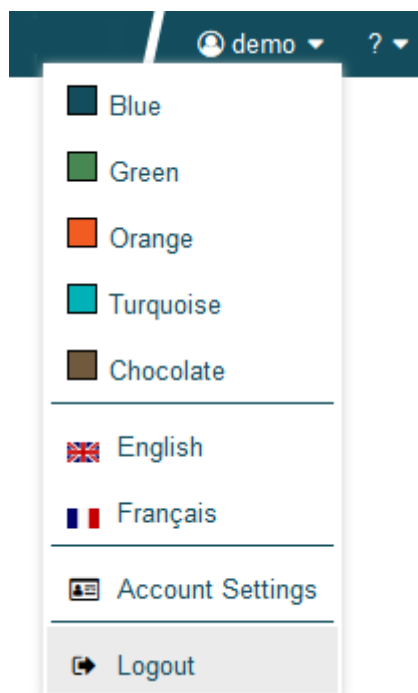 demo ?
Blue
Green
Orange
Turquoise
Chocolate
English
Français
Account Settings
Logout